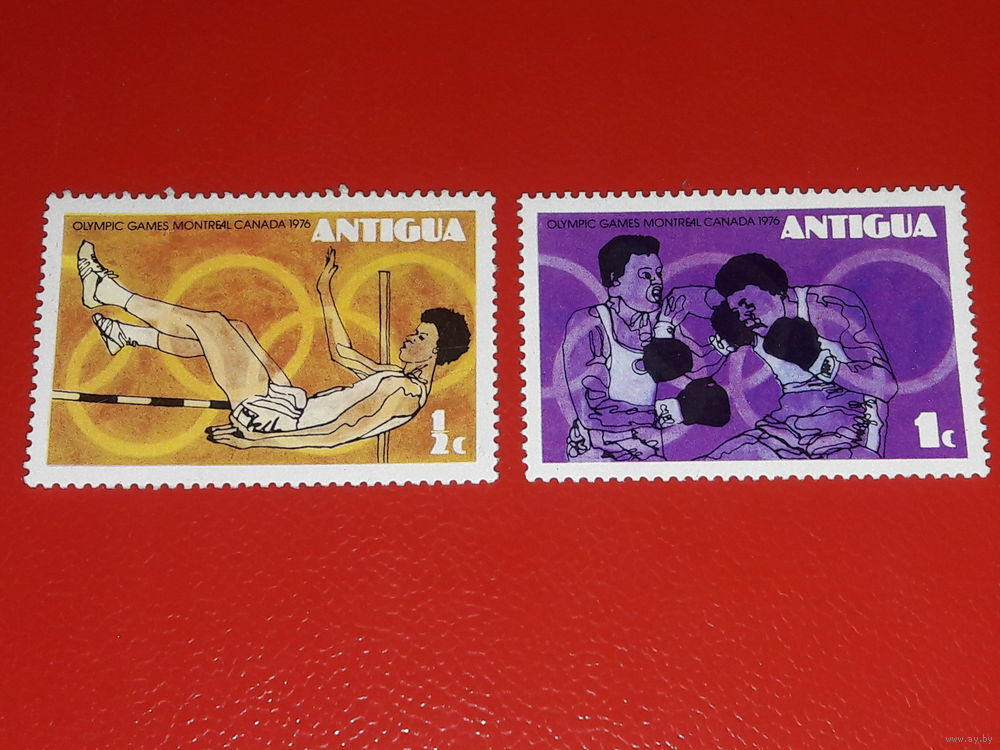 OLYMPIC GAMES MONTREAL CANADA 1976
ANTIGUA
1/2c
OLYMPIC GAMES MONTREAL CANADA 1976
ANTIGUA
1c
www.ay.by